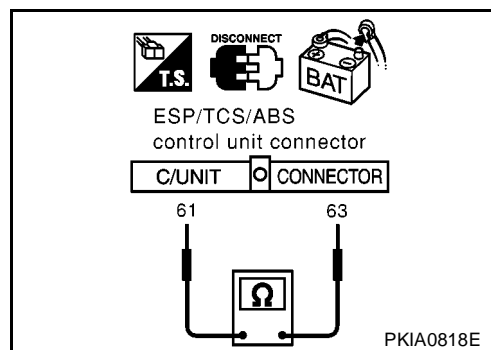 DISCONNECT
T.S.
BAT
ESP/TCS/ABS
control unit connector
C/UNIT CONNECTOR
61 63
Ω
PKIA0818E